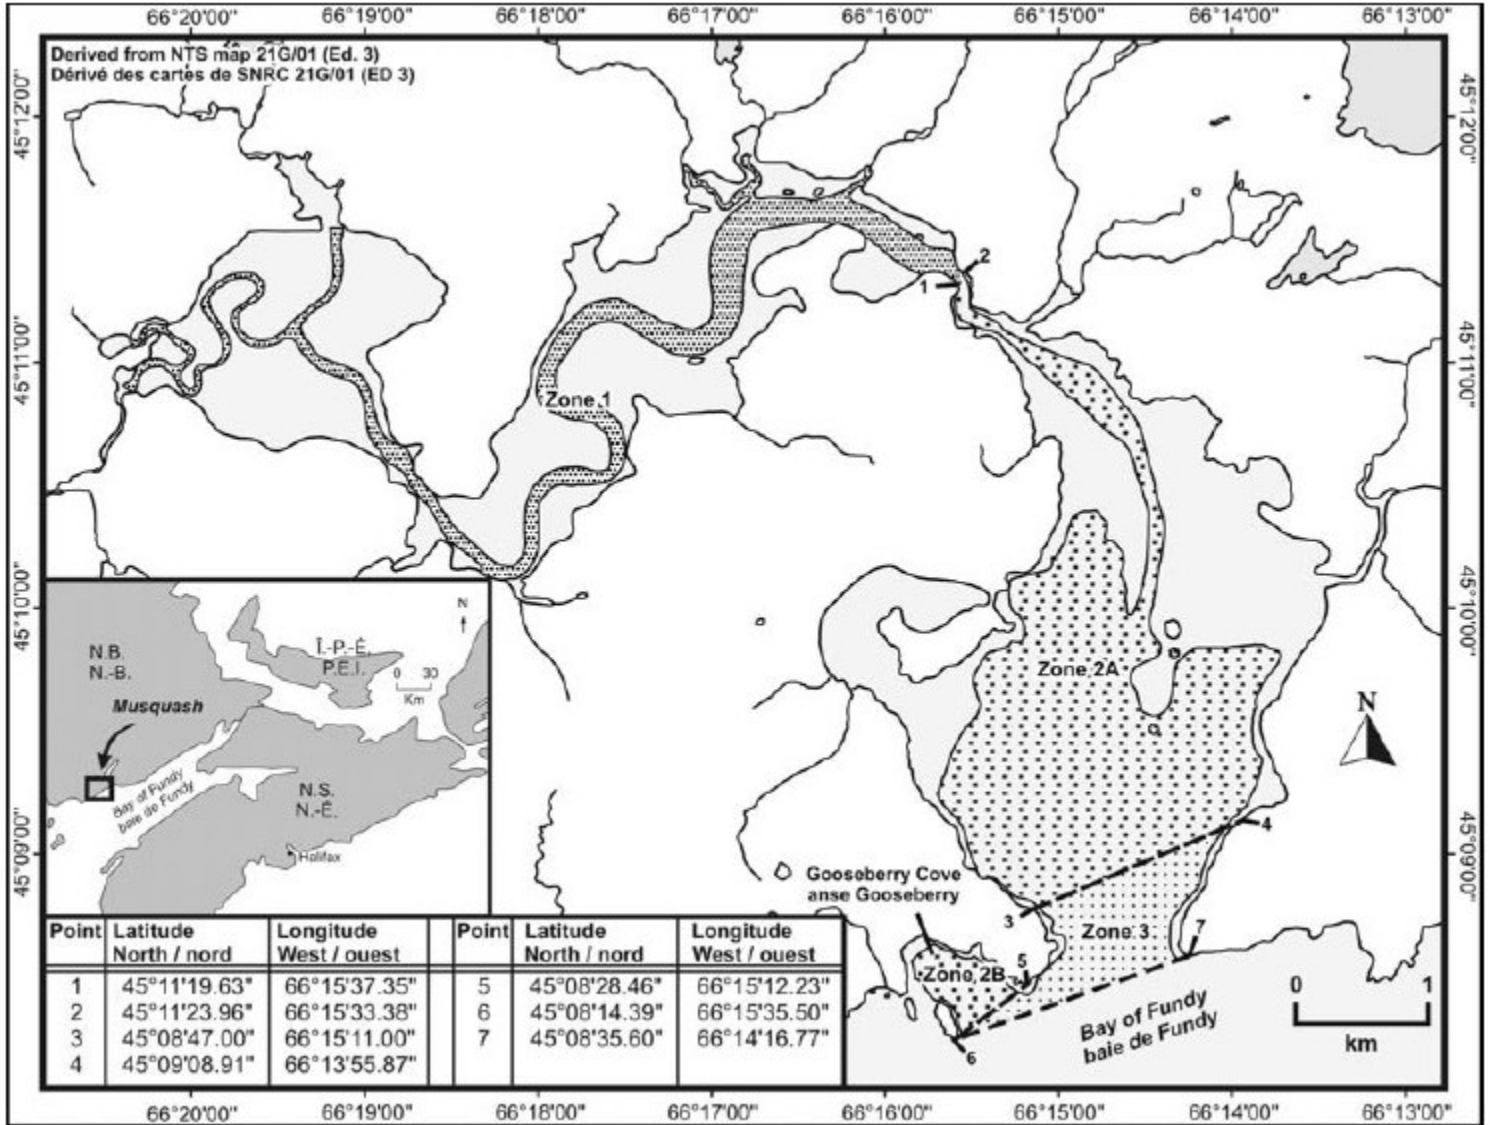 66°20'00" 66°19'00" 66°18'00" 66°17'00" 66°16'00" 66°15'00" 66°14'00" 66°13'00"
Derived from NTS map 21G/01 (Ed. 3)
Dérivé des cartes de SNRC 21G/01 (ED 3)
45°12'00"
45°12'00"
2
1
45°11'00"
45°11'00"
Zone 1
45°10'00"
45°10'00"
Zone 2A
N
4
45°09'00"
45°09'00"
Gooseberry Cove
anse Gooseberry
3
Zone 3
7
5
Zone 2B
6
Bay of Fundy
baie de Fundy
0 1
km
N
N.B.
N.-B.
Î.-P.-É.
P.E.I.
0 30
Km
Musquash
Bay of Fundy
baie de Fundy
N.S.
N.-É.
Halifax
Point Latitude Longitude Point Latitude Longitude
North / nord West / ouest North / nord West / ouest
1 45°11'19.63" 66°15'37.35" 5 45°08'28.46" 66°15'12.23"
2 45°11'23.96" 66°15'33.38" 6 45°08'14.39" 66°15'35.50"
3 45°08'47.00" 66°15'11.00" 7 45°08'35.60" 66°14'16.77"
4 45°09'08.91" 66°13'55.87"
66°20'00" 66°19'00" 66°18'00" 66°17'00" 66°16'00" 66°15'00" 66°14'00" 66°13'00"